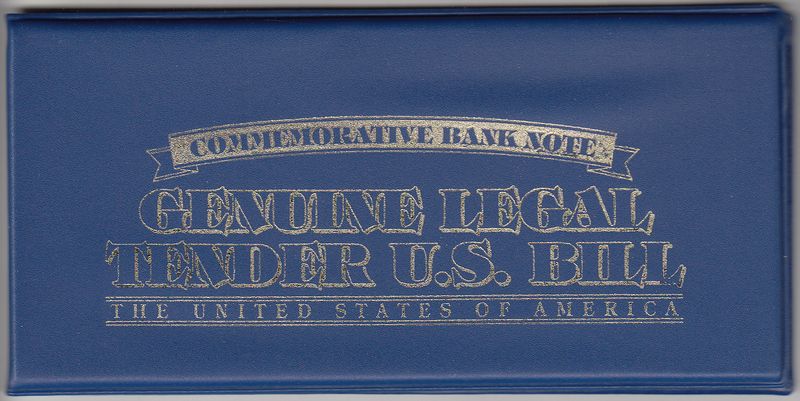 COMMEMORATIVE BANK NOTE
GENUINE LEGAL
TENDER U.S. BILL
THE UNITED STATES OF AMERICA